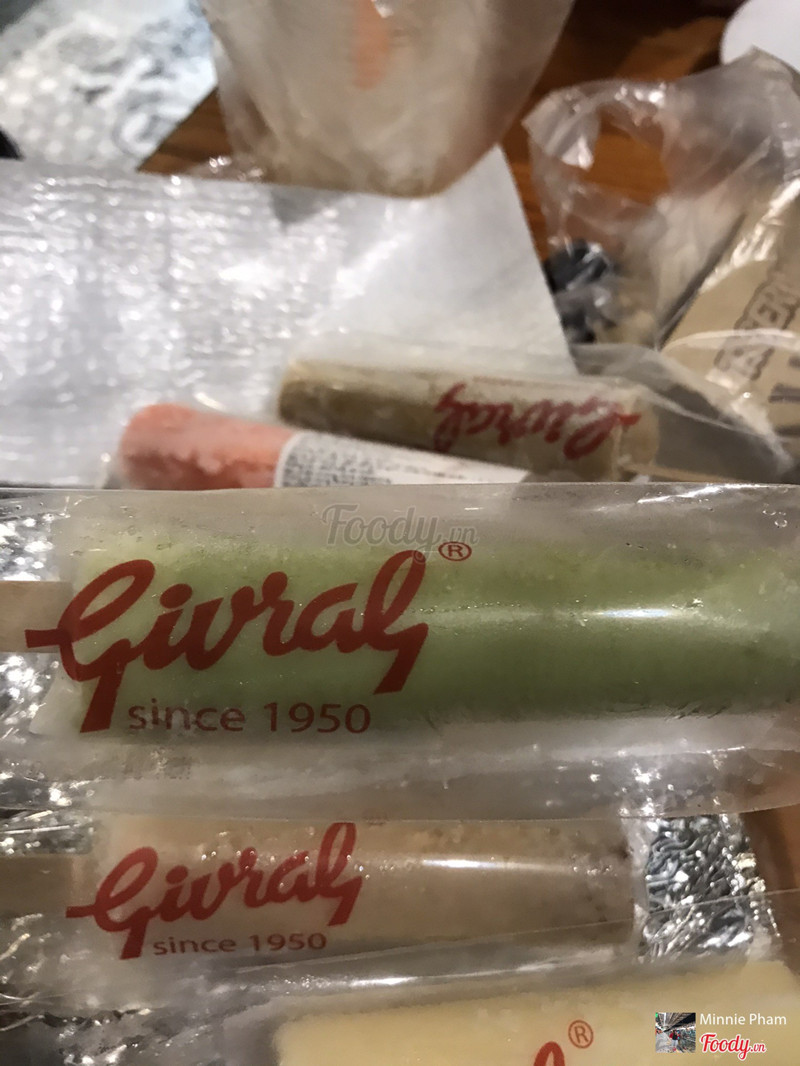 Givral
Foody.vn
Givral®
since 1950
Givral
since 1950
®
Minnie Pham
Foody.vn